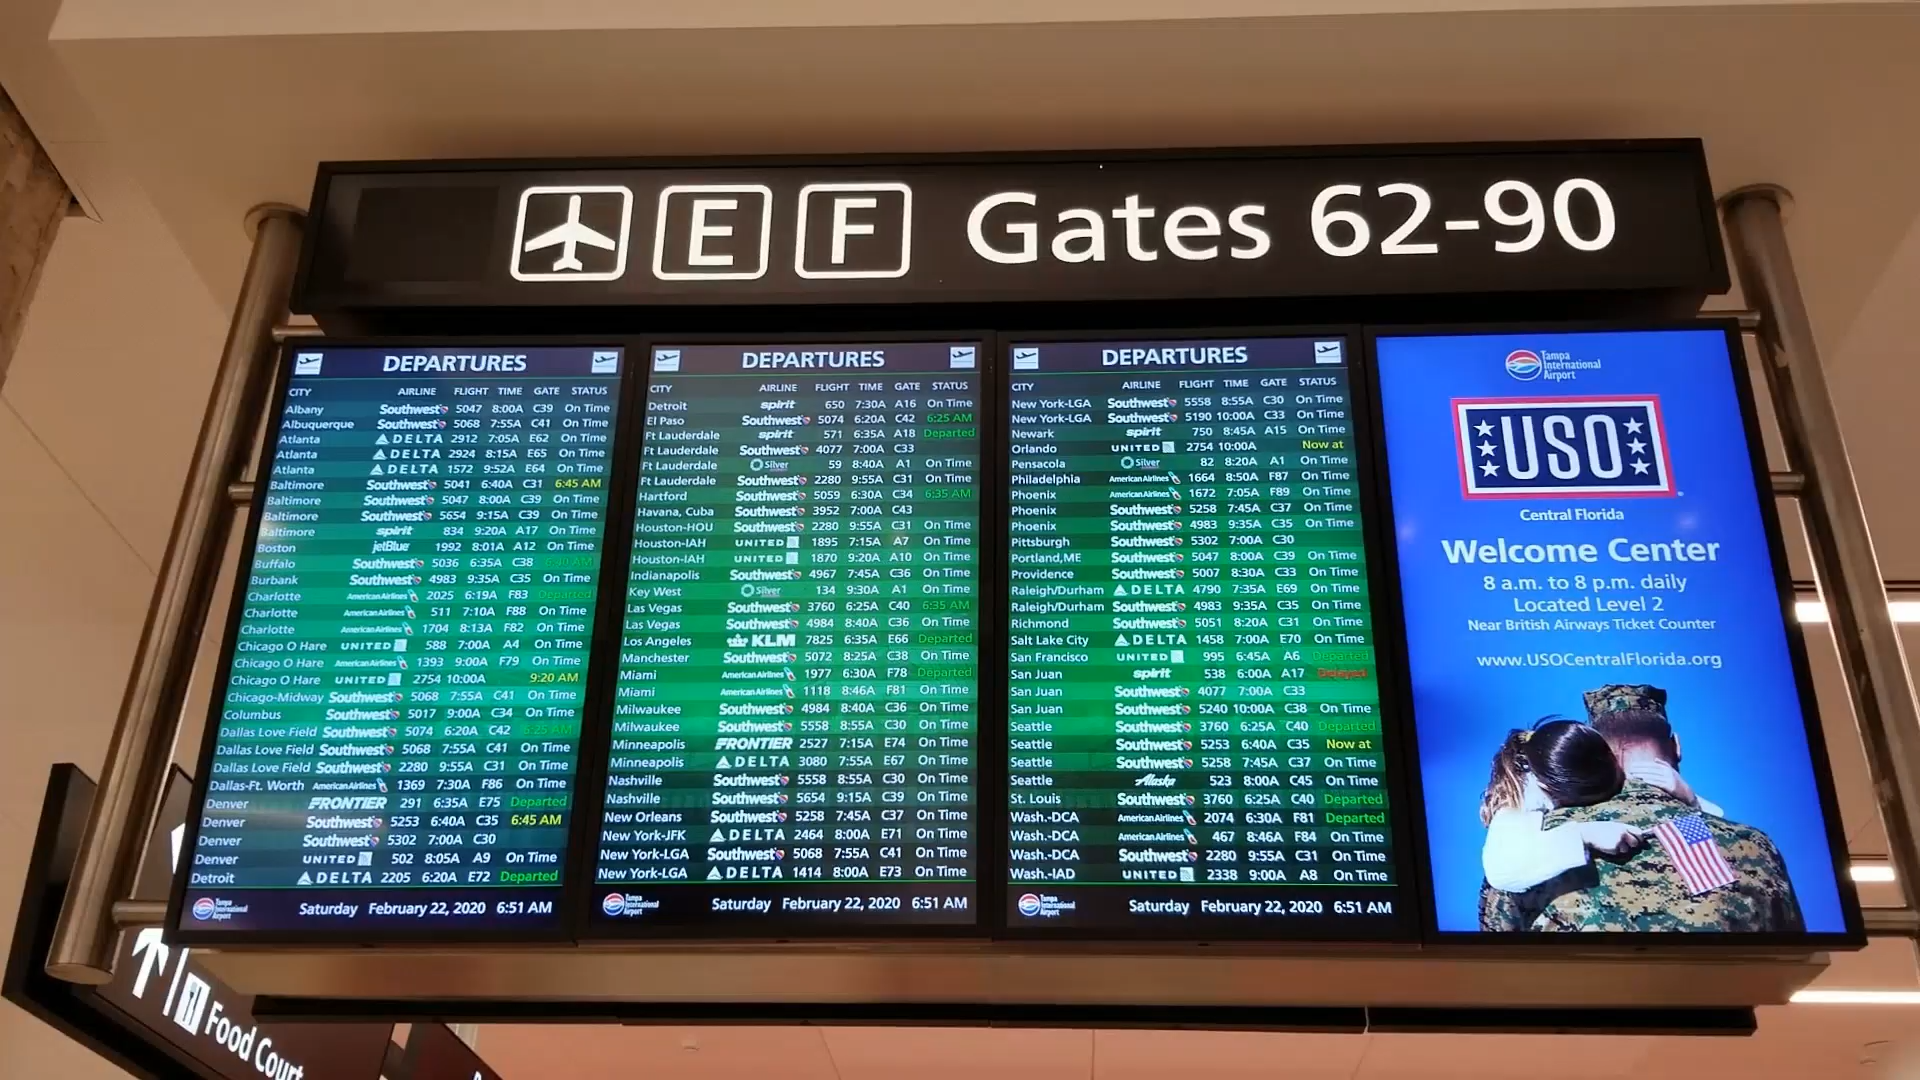 E F Gates 62-90
DEPARTURES
CITY AIRLINE FLIGHT TIME GATE STATUS
Albany Southwest 5047 8:00A C39 On Time
Albuquerque Southwest 5068 7:55A C41 On Time
Atlanta DELTA 2912 7:05A E62 On Time
Atlanta DELTA 2924 8:15A E65 On Time
Atlanta DELTA 1572 9:52A E64 On Time
Baltimore Southwest 5041 6:40A C31 6:45 AM
Baltimore Southwest 5047 8:00A C39 On Time
Baltimore Southwest 5654 9:15A C39 On Time
Baltimore spirit 834 9:20A A17 On Time
Boston jetBlue 1992 8:01A A12 On Time
Buffalo Southwest 5036 6:35A C38
Burbank Southwest 4983 9:35A C35 On Time
Charlotte American Airlines 2025 6:19A F83 Departed
Charlotte American Airlines 511 7:10A F88 On Time
Charlotte American Airlines 1704 8:13A F82 On Time
Chicago O Hare UNITED 588 7:00A A4 On Time
Chicago O Hare American Airlines 1393 9:00A F79 On Time
Chicago O Hare UNITED 2754 10:00A 9:20 AM
Chicago-Midway Southwest 5068 7:55A C41 On Time
Columbus Southwest 5017 9:00A C34 On Time
Dallas Love Field Southwest 5074 6:20A C42 6:25 AM
Dallas Love Field Southwest 5068 7:55A C41 On Time
Dallas Love Field Southwest 2280 9:55A C31 On Time
Dallas-Ft. Worth American Airlines 1369 7:30A F86 On Time
Denver FRONTIER 291 6:35A E75 Departed
Denver Southwest 5253 6:40A C35 6:45 AM
Denver Southwest 5302 7:00A C30
Denver UNITED 502 8:05A A9 On Time
Detroit DELTA 2205 6:20A E72 Departed
Tampa International Airport Saturday February 22, 2020 6:51 AM
DEPARTURES
CITY AIRLINE FLIGHT TIME GATE STATUS
Detroit spirit 650 7:30A A16 On Time
El Paso Southwest 5074 6:20A C42 6:25 AM
Ft Lauderdale spirit 571 6:35A A18 Departed
Ft Lauderdale Southwest 4077 7:00A C33
Ft Lauderdale Silver 59 8:40A A1 On Time
Ft Lauderdale Southwest 2280 9:55A C31 On Time
Hartford Southwest 5059 6:30A C34 6:35 AM
Havana, Cuba Southwest 3952 7:00A C43
Houston-HOU Southwest 2280 9:55A C31 On Time
Houston-IAH UNITED 1895 7:15A A7 On Time
Houston-IAH UNITED 1870 9:20A A10 On Time
Indianapolis Southwest 4967 7:45A C36 On Time
Key West Silver 134 9:30A A1 On Time
Las Vegas Southwest 3760 6:25A C40 6:35 AM
Las Vegas Southwest 4984 8:40A C36 On Time
Los Angeles KLM 7825 6:35A E66 Departed
Manchester Southwest 5072 8:25A C38 On Time
Miami American Airlines 1977 6:30A F78 Departed
Miami American Airlines 1118 8:46A F81 On Time
Milwaukee Southwest 4984 8:40A C36 On Time
Milwaukee Southwest 5558 8:55A C30 On Time
Minneapolis FRONTIER 2527 7:15A E74 On Time
Minneapolis DELTA 3080 7:55A E67 On Time
Nashville Southwest 5558 8:55A C30 On Time
Nashville Southwest 5654 9:15A C39 On Time
New Orleans Southwest 5258 7:45A C37 On Time
New York-JFK DELTA 2464 8:00A E71 On Time
New York-LGA Southwest 5068 7:55A C41 On Time
New York-LGA DELTA 1414 8:00A E73 On Time
Tampa International Airport Saturday February 22, 2020 6:51 AM
DEPARTURES
CITY AIRLINE FLIGHT TIME GATE STATUS
New York-LGA Southwest 5558 8:55A C30 On Time
New York-LGA Southwest 5190 10:00A C33 On Time
Newark spirit 750 8:45A A15 On Time
Orlando UNITED 2754 10:00A Now at
Pensacola Silver 82 8:20A A1 On Time
Philadelphia American Airlines 1664 8:50A F87 On Time
Phoenix American Airlines 1672 7:05A F89 On Time
Phoenix Southwest 5258 7:45A C37 On Time
Phoenix Southwest 4983 9:35A C35 On Time
Pittsburgh Southwest 5302 7:00A C30
Portland,ME Southwest 5047 8:00A C39 On Time
Providence Southwest 5007 8:30A C33 On Time
Raleigh/Durham DELTA 4790 7:35A E69 On Time
Raleigh/Durham Southwest 4983 9:35A C35 On Time
Richmond Southwest 5051 8:20A C31 On Time
Salt Lake City DELTA 1458 7:00A E70 On Time
San Francisco UNITED 995 6:45A A6 Departed
San Juan spirit 538 6:00A A17 Delayed
San Juan Southwest 4077 7:00A C33
San Juan Southwest 5240 10:00A C38 On Time
Seattle Southwest 3760 6:25A C40 Departed
Seattle Southwest 5253 6:40A C35 Now at
Seattle Southwest 5258 7:45A C37 On Time
Seattle Alaska 523 8:00A C45 On Time
St. Louis Southwest 3760 6:25A C40 Departed
Wash.-DCA American Airlines 2074 6:30A F81 Departed
Wash.-DCA American Airlines 467 8:46A F84 On Time
Wash.-DCA Southwest 2280 9:55A C31 On Time
Wash.-IAD UNITED 2338 9:00A A8 On Time
Tampa International Airport Saturday February 22, 2020 6:51 AM
Tampa
International
Airport
USO
Central Florida
Welcome Center
8 a.m. to 8 p.m. daily
Located Level 2
Near British Airways Ticket Counter
www.USOCentralFlorida.org
Food Court